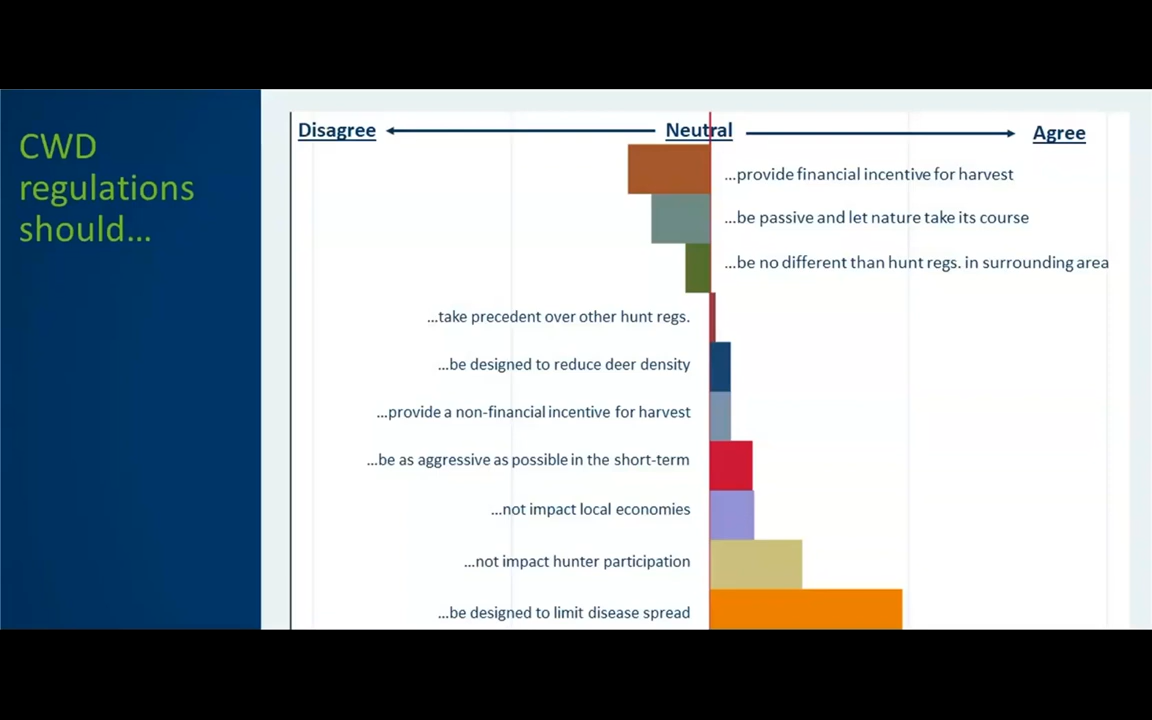 CWD
regulations
should...
Disagree
Neutral
Agree
...provide financial incentive for harvest
...be passive and let nature take its course
...be no different than hunt regs. in surrounding area
...take precedent over other hunt regs.
...be designed to reduce deer density
...provide a non-financial incentive for harvest
...be as aggressive as possible in the short-term
...not impact local economies
...not impact hunter participation
...be designed to limit disease spread